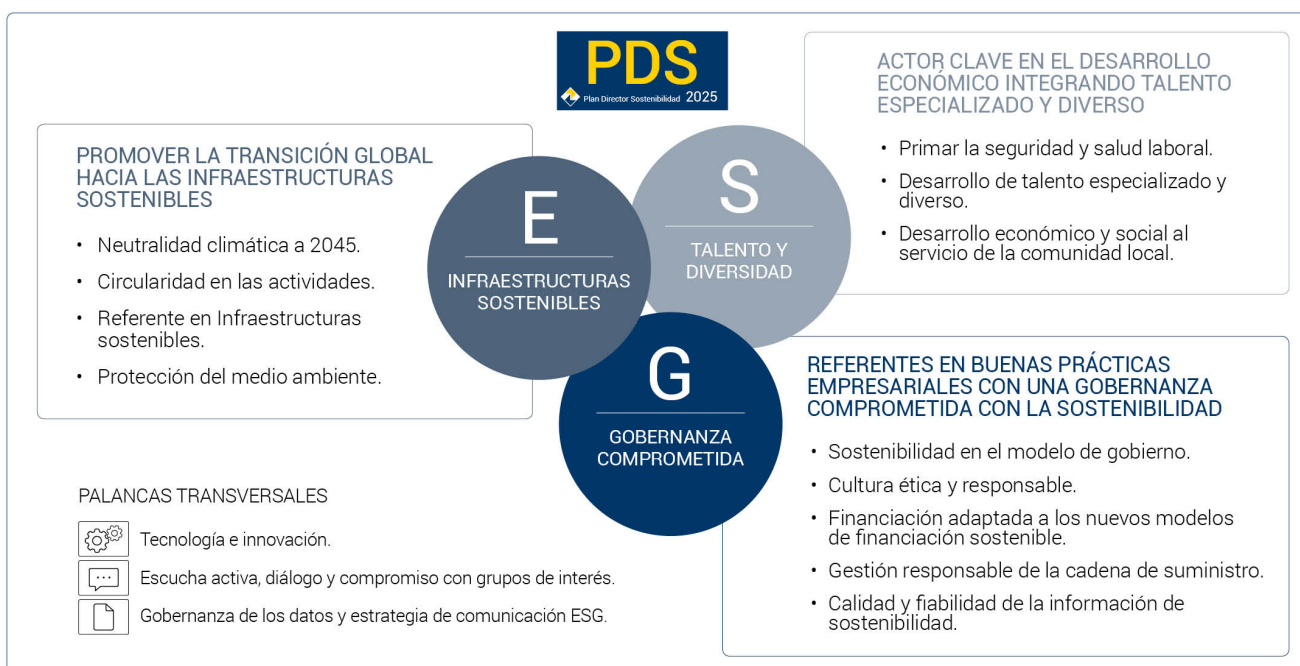 PDS
Plan Director Sostenibilidad 2025
PROMOVER LA TRANSICIÓN GLOBAL
HACIA LAS INFRAESTRUCTURAS
SOSTENIBLES
• Neutralidad climática a 2045.
• Circularidad en las actividades.
• Referente en Infraestructuras
sostenibles.
• Protección del medio ambiente.
E
INFRAESTRUCTURAS
SOSTENIBLES
S
TALENTO Y
DIVERSIDAD
G
GOBERNANZA
COMPROMETIDA
ACTOR CLAVE EN EL DESARROLLO
ECONÓMICO INTEGRANDO TALENTO
ESPECIALIZADO Y DIVERSO
• Primar la seguridad y salud laboral.
• Desarrollo de talento especializado y
diverso.
• Desarrollo económico y social al
servicio de la comunidad local.
REFERENTES EN BUENAS PRÁCTICAS
EMPRESARIALES CON UNA GOBERNANZA
COMPROMETIDA CON LA SOSTENIBILIDAD
• Sostenibilidad en el modelo de gobierno.
• Cultura ética y responsable.
• Financiación adaptada a los nuevos modelos
de financiación sostenible.
• Gestión responsable de la cadena de suministro.
• Calidad y fiabilidad de la información de
sostenibilidad.
PALANCAS TRANSVERSALES
Tecnología e innovación.
Escucha activa, diálogo y compromiso con grupos de interés.
Gobernanza de los datos y estrategia de comunicación ESG.